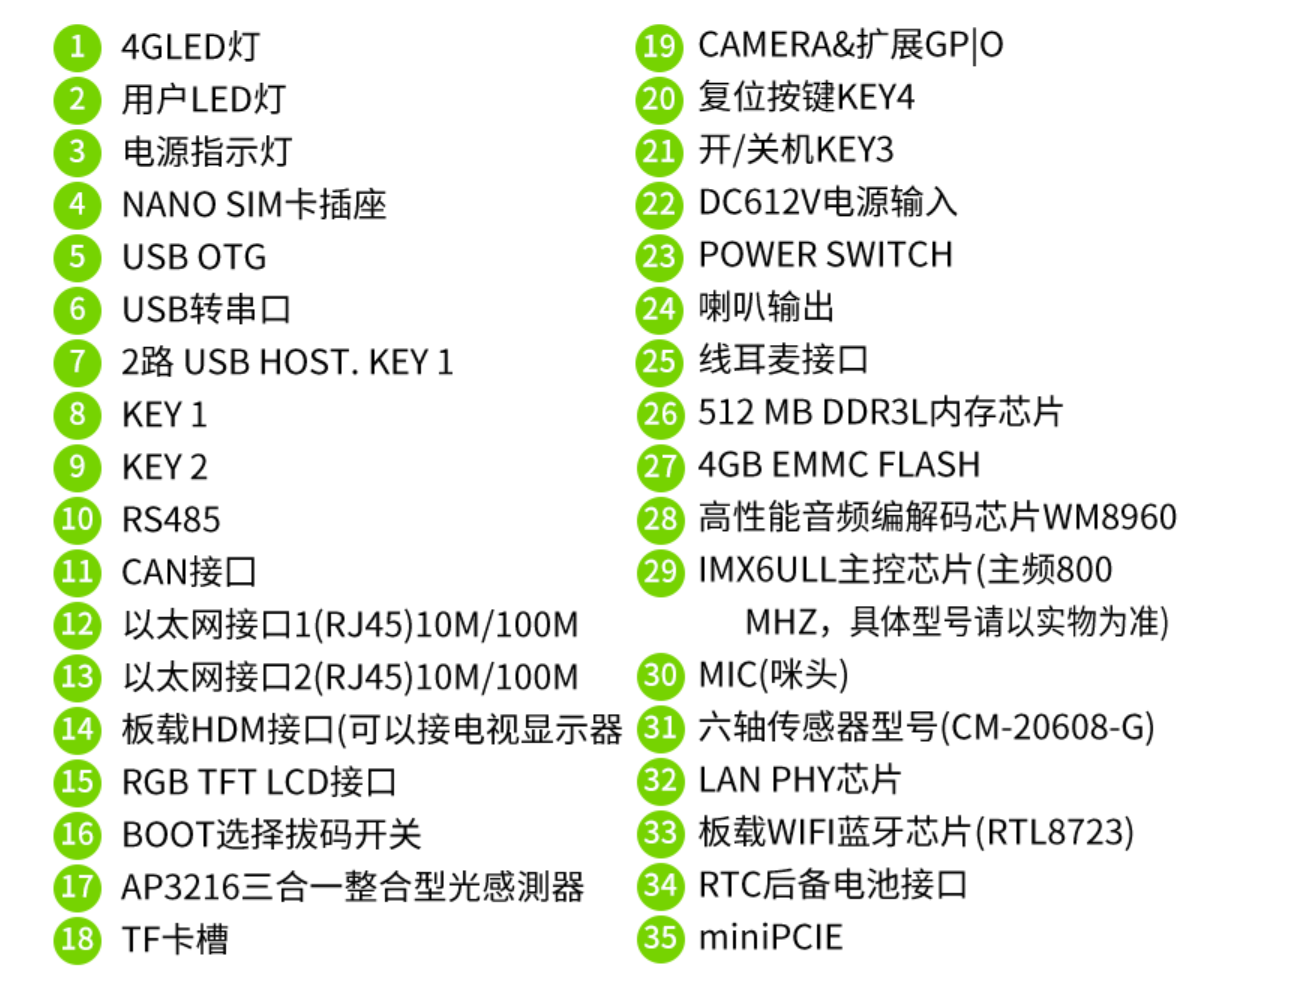 1 4GLED灯
2 用户LED灯
3 电源指示灯
4 NANO SIM卡插座
5 USB OTG
6 USB转串口
7 2路 USB HOST. KEY 1
8 KEY 1
9 KEY 2
10 RS485
11 CAN接口
12 以太网接口1(RJ45)10M/100M
13 以太网接口2(RJ45)10M/100M
14 板载HDM接口(可以接电视显示器
15 RGB TFT LCD接口
16 BOOT选择拔码开关
17 AP3216三合一整合型光感测器
18 TF卡槽
19 CAMERA&扩展GP|O
20 复位按键KEY4
21 开/关机KEY3
22 DC612V电源输入
23 POWER SWITCH
24 喇叭输出
25 线耳麦接口
26 512 MB DDR3L内存芯片
27 4GB EMMC FLASH
28 高性能音频编解码芯片WM8960
29 IMX6ULL主控芯片(主频800
MHZ，具体型号请以实物为准)
30 MIC(咪头)
31 六轴传感器型号(CM-20608-G)
32 LAN PHY芯片
33 板载WIFI蓝牙芯片(RTL8723)
34 RTC后备电池接口
35 miniPCIE